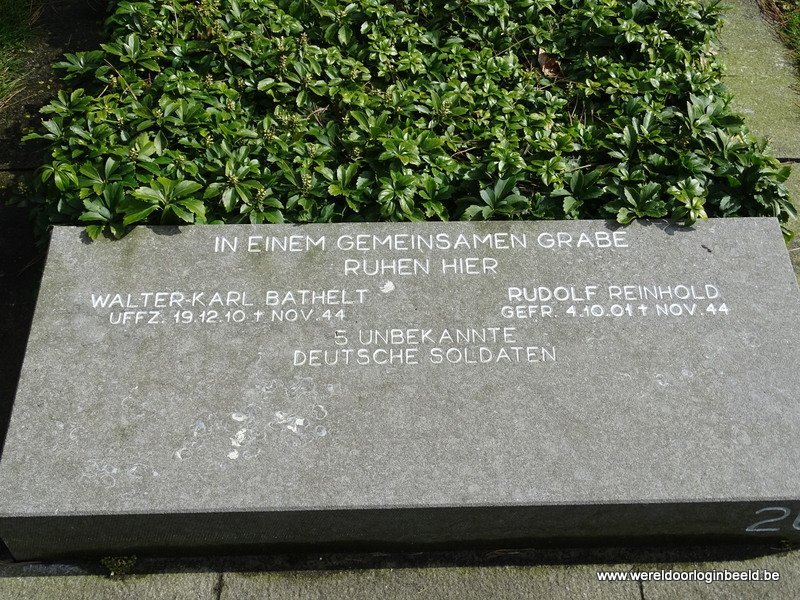 IN EINEM GEMEINSAMEN GRABE
RUHEN HIER
WALTER-KARL BATHELT
UFFZ. 19.12.10 † NOV. 44
RUDOLF REINHOLD
GEFR. 4.10.01 † NOV. 44
5 UNBEKANNTE
DEUTSCHE SOLDATEN
www.wereldoorloginbeeld.be